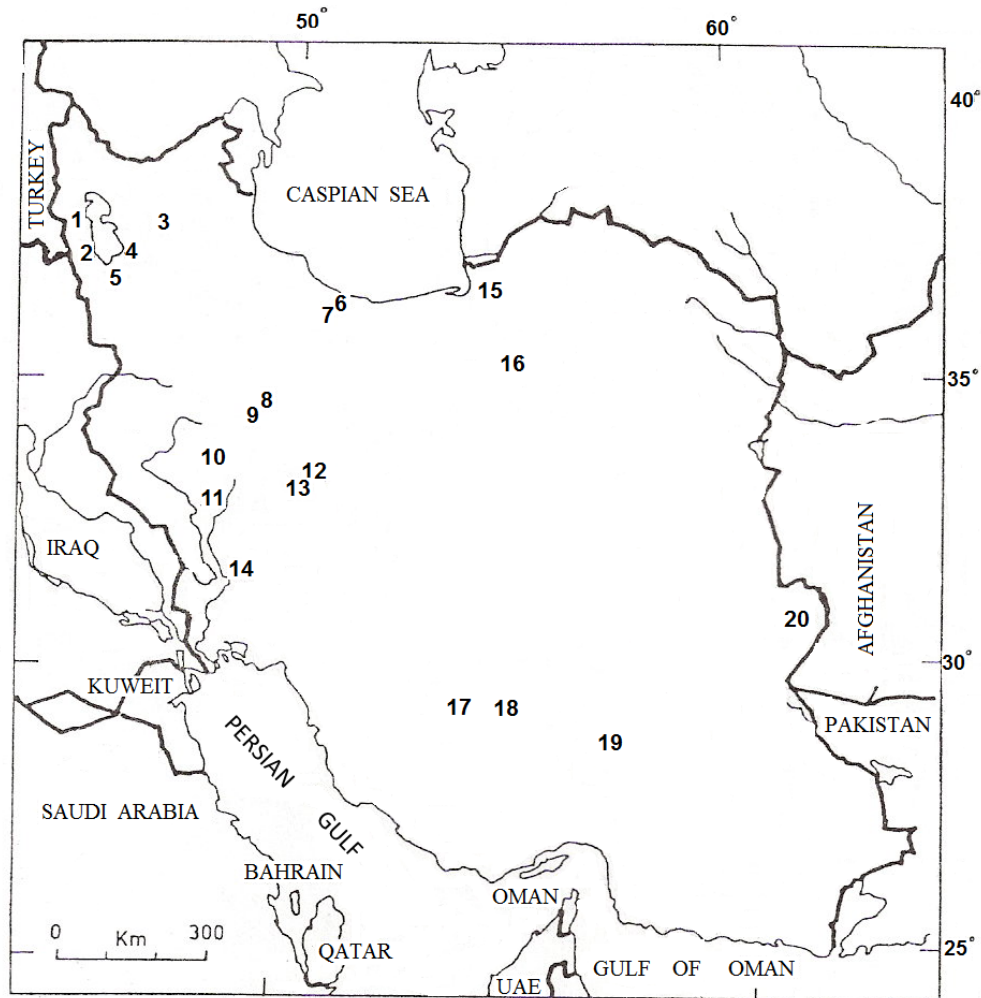 50°
60°
40°
TURKEY
CASPIAN SEA
1
3
2
4
5
15
6
7
16
35°
8
9
10
12
13
11
AFGHANISTAN
IRAQ
14
20
30°
KUWEIT
17
18
PAKISTAN
PERSIAN
GULF
19
SAUDI ARABIA
BAHRAIN
OMAN
0 Km 300
QATAR
25°
UAE
GULF OF OMAN